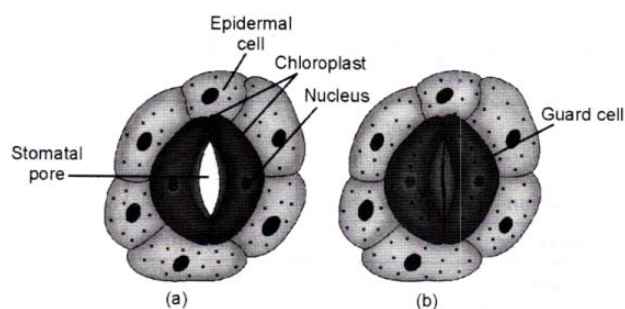 Epidermal
cell
Chloroplast
Nucleus
Guard cell
Stomatal
pore
(a)
(b)